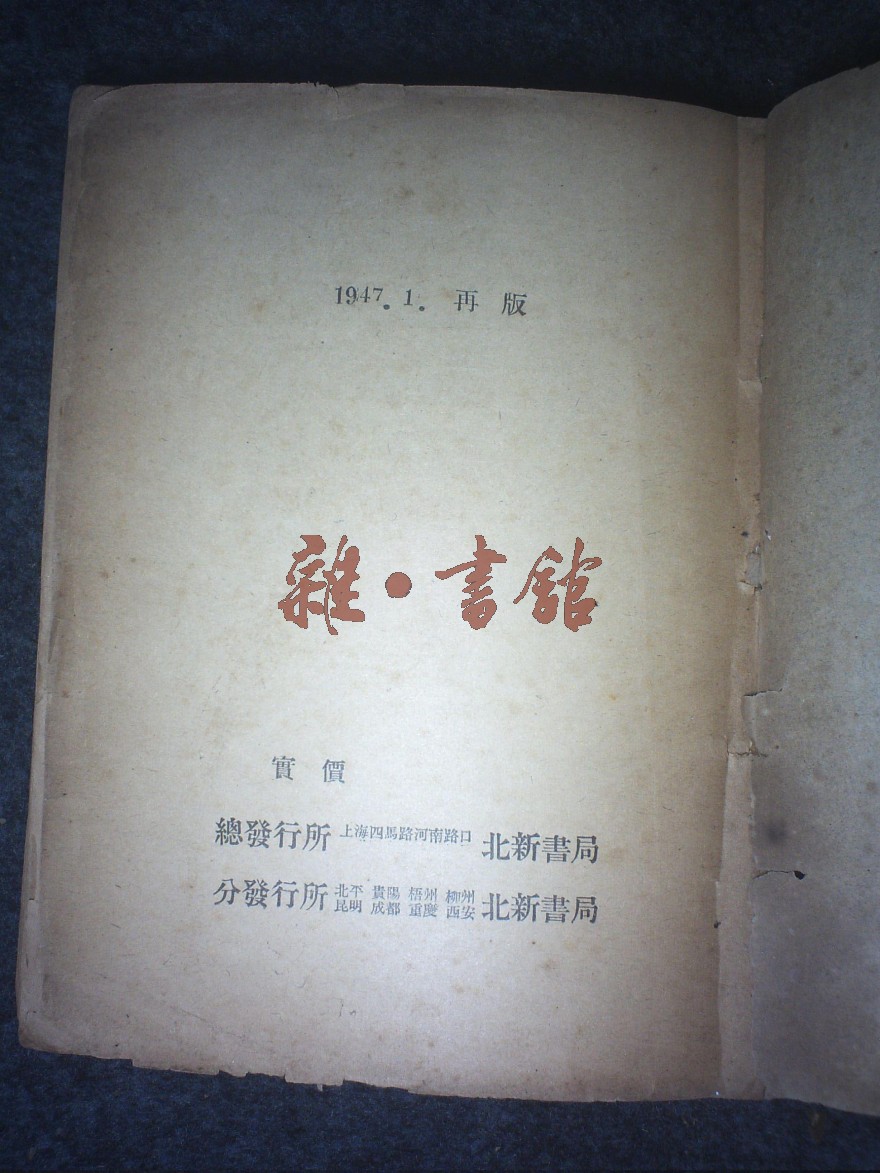 1947.1.再版
雜•書舘
實價
總發行所 上海四馬路河南路口 北新書局
分發行所 北平 貴陽 梧州 柳州 北新書局
昆明 成都 重慶 西安